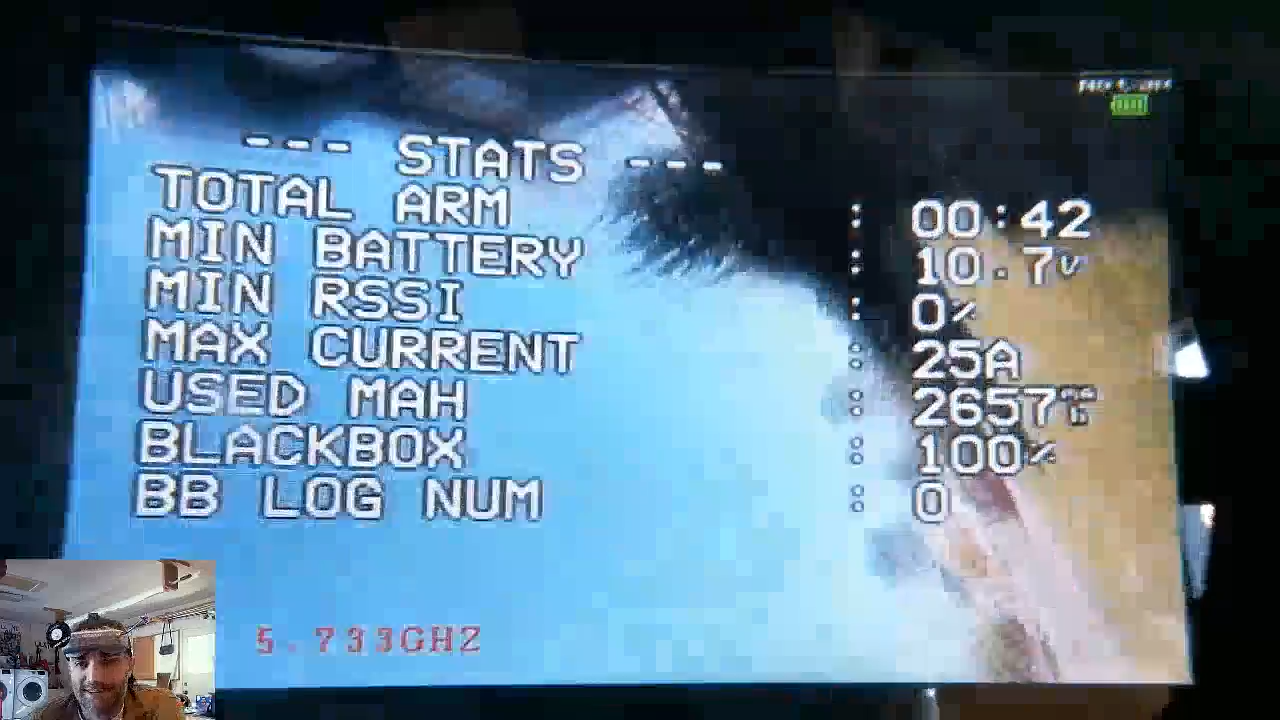 --- STATS ---
TOTAL ARM : 00:42
MIN BATTERY : 10.7V
MIN RSSI : 0%
MAX CURRENT : 25A
USED MAH : 2657mAh
BLACKBOX : 100%
BB LOG NUM : 0
5.733GHZ